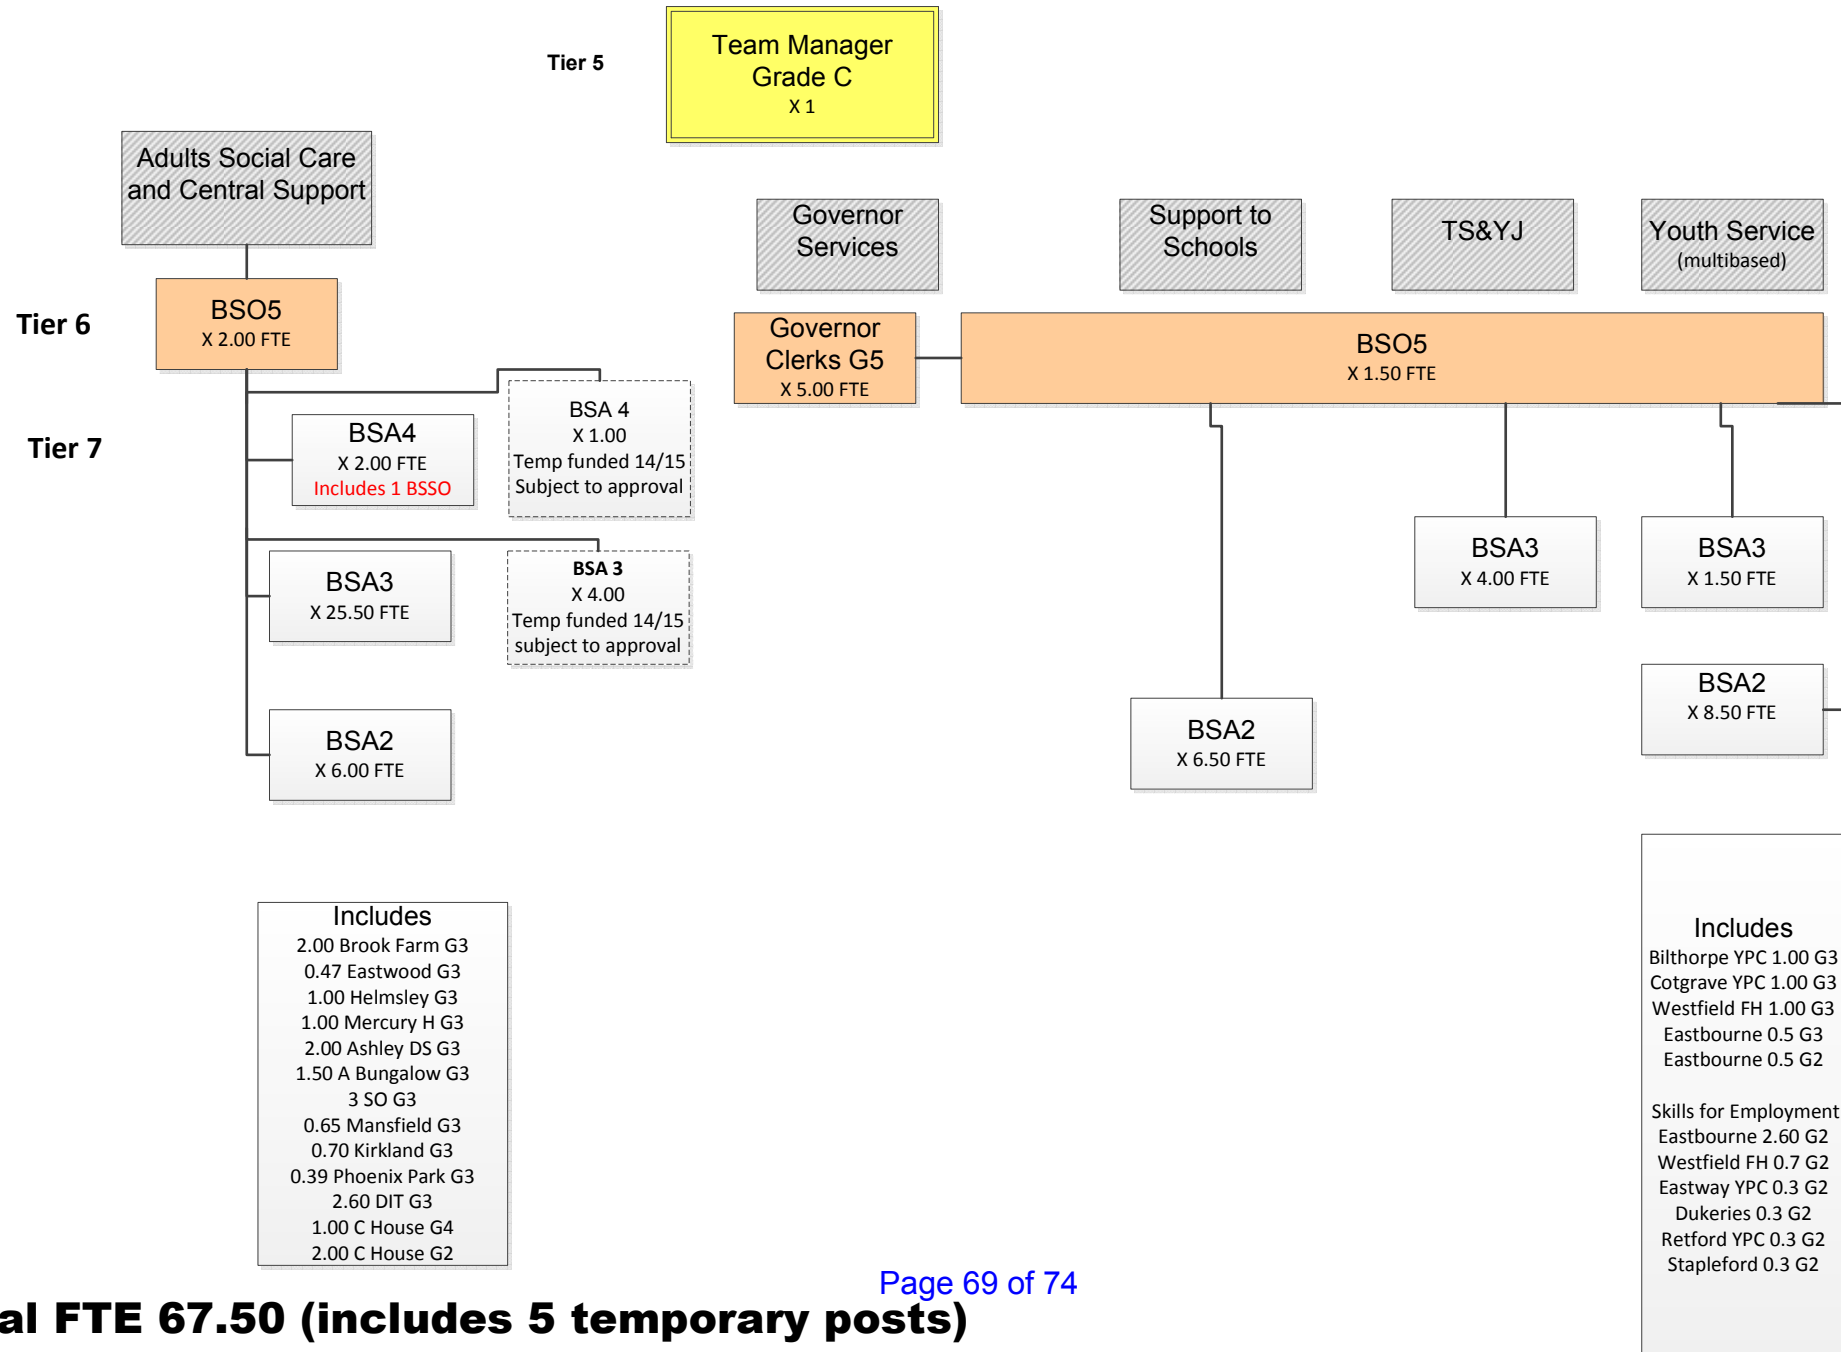 Tier 5
Team Manager
Grade C
X 1
Adults Social Care
and Central Support
Governor
Services
Support to
Schools
TS&YJ
Youth Service
(multibased)
Tier 6
BSO5
X 2.00 FTE
Governor
Clerks G5
X 5.00 FTE
BSO5
X 1.50 FTE
Tier 7
BSA4
X 2.00 FTE
Includes 1 BSSO
BSA 4
X 1.00
Temp funded 14/15
Subject to approval
BSA3
X 25.50 FTE
BSA 3
X 4.00
Temp funded 14/15
subject to approval
BSA3
X 4.00 FTE
BSA3
X 1.50 FTE
BSA2
X 6.00 FTE
BSA2
X 6.50 FTE
BSA2
X 8.50 FTE
Includes
2.00 Brook Farm G3
0.47 Eastwood G3
1.00 Helmsley G3
1.00 Mercury H G3
2.00 Ashley DS G3
1.50 A Bungalow G3
3 SO G3
0.65 Mansfield G3
0.70 Kirkland G3
0.39 Phoenix Park G3
2.60 DIT G3
1.00 C House G4
2.00 C House G2
Includes
Bilthorpe YPC 1.00 G3
Cotgrave YPC 1.00 G3
Westfield FH 1.00 G3
Eastbourne 0.5 G3
Eastbourne 0.5 G2
Skills for Employment
Eastbourne 2.60 G2
Westfield FH 0.7 G2
Eastway YPC 0.3 G2
Dukeries 0.3 G2
Retford YPC 0.3 G2
Stapleford 0.3 G2
Page 69 of 74
al FTE 67.50 (includes 5 temporary posts)